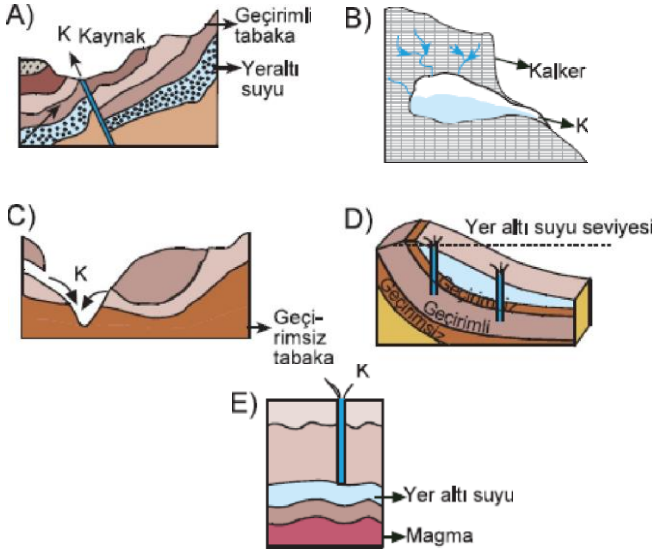 A)
K Kaynak
Geçirimli
tabaka
Yeraltı
suyu
B)
Kalker
K
C)
K
Geçi-
rimsiz
tabaka
D)
Yer altı suyu seviyesi
Geçirimsiz
Geçirimli
E)
K
Yer altı suyu
Magma